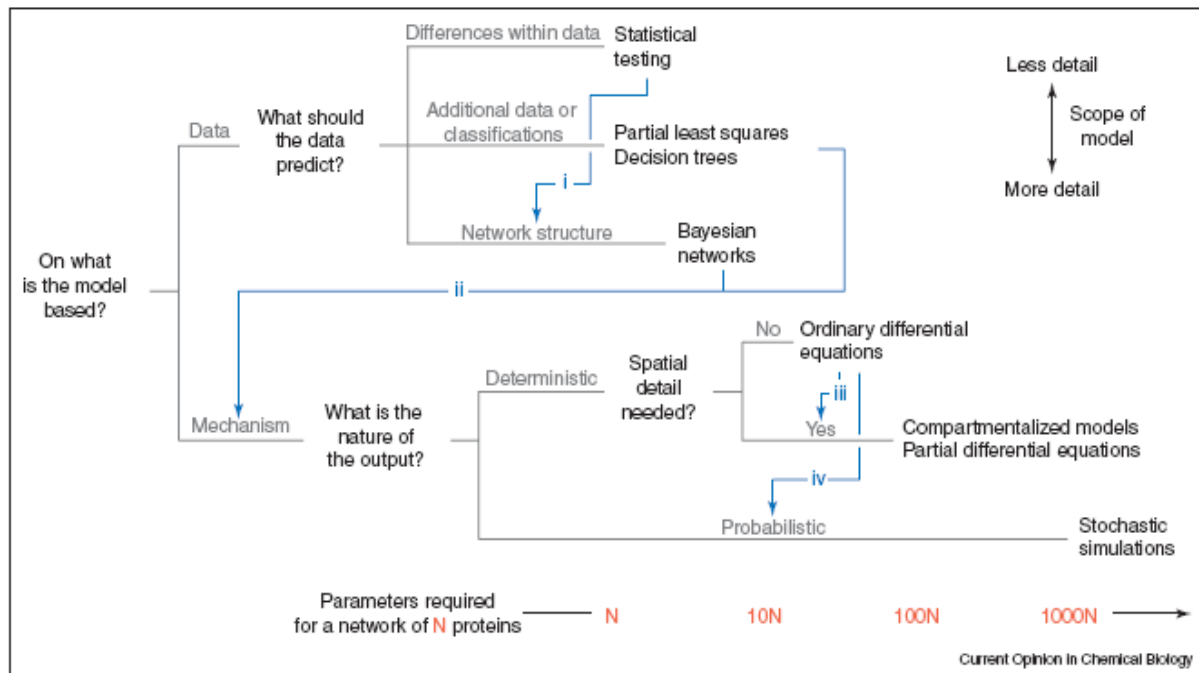 Differences within data
Statistical
testing
Less detail
Scope of
model
More detail
Data
What should
the data
predict?
Additional data or
classifications
Partial least squares
Decision trees
i
Network structure
Bayesian
networks
On what
is the model
based?
ii
No
Ordinary differential
equations
Deterministic
Spatial
detail
needed?
iii
Mechanism
What is the
nature of
the output?
Yes
Compartmentalized models
Partial differential equations
iv
Probabilistic
Stochastic
simulations
Parameters required
for a network of N proteins
N
10N
100N
1000N
Current Opinion in Chemical Biology